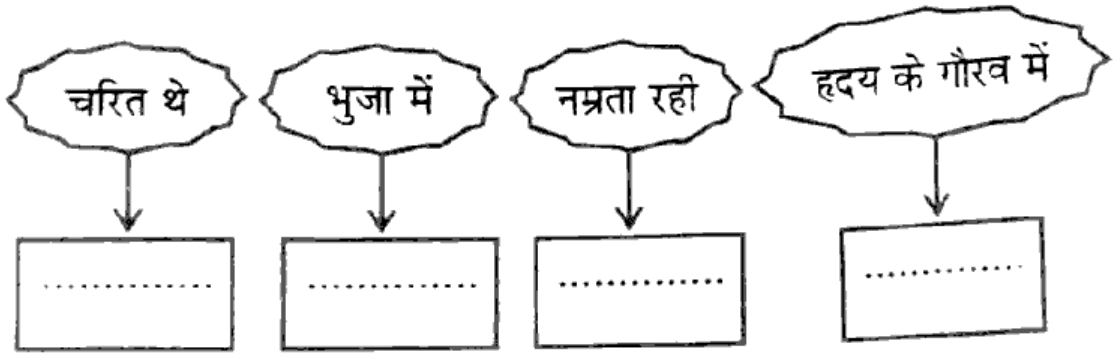 चरित थे
भुजा में
नम्रता रही
हृदय के गौरव में